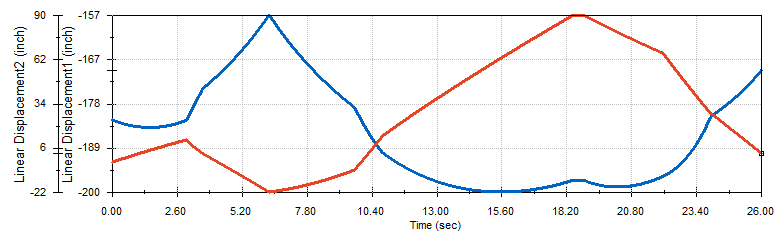 Linear Displacement2 (inch)
90
62
34
6
-22
Linear Displacement1 (inch)
-157
-167
-178
-189
-200
0.00 2.60 5.20 7.80 10.40 13.00 15.60 18.20 20.80 23.40 26.00
Time (sec)